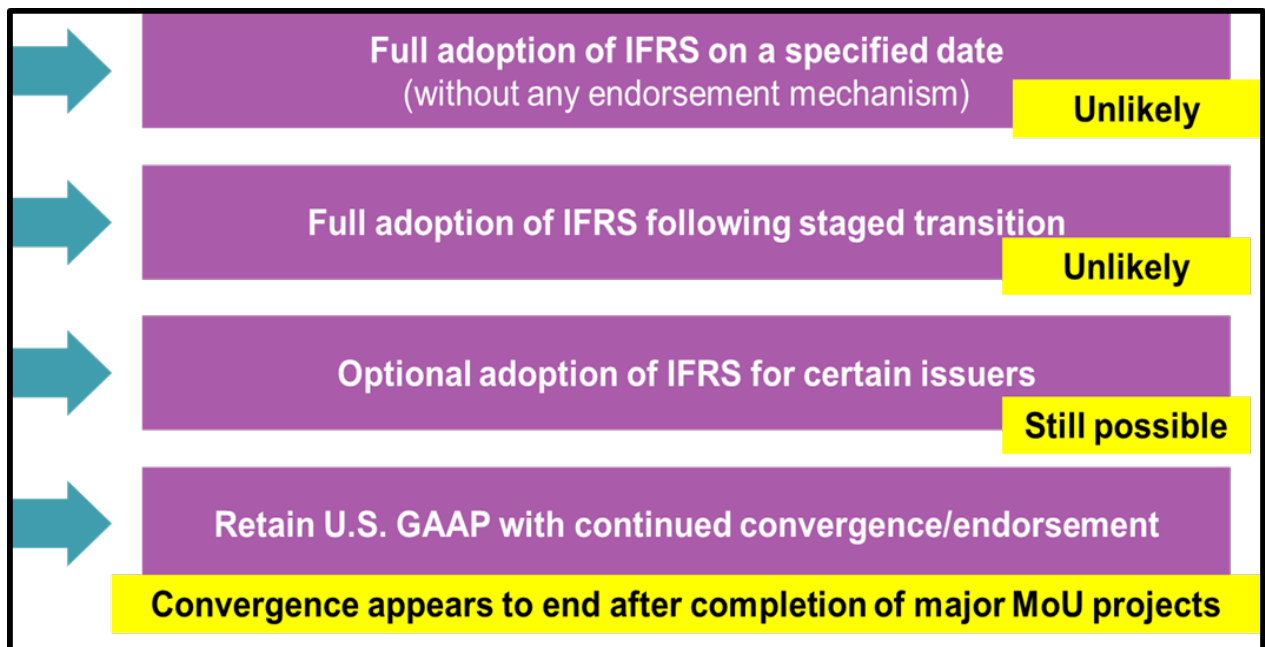 Full adoption of IFRS on a specified date
(without any endorsement mechanism)
Unlikely
Full adoption of IFRS following staged transition
Unlikely
Optional adoption of IFRS for certain issuers
Still possible
Retain U.S. GAAP with continued convergence/endorsement
Convergence appears to end after completion of major MoU projects